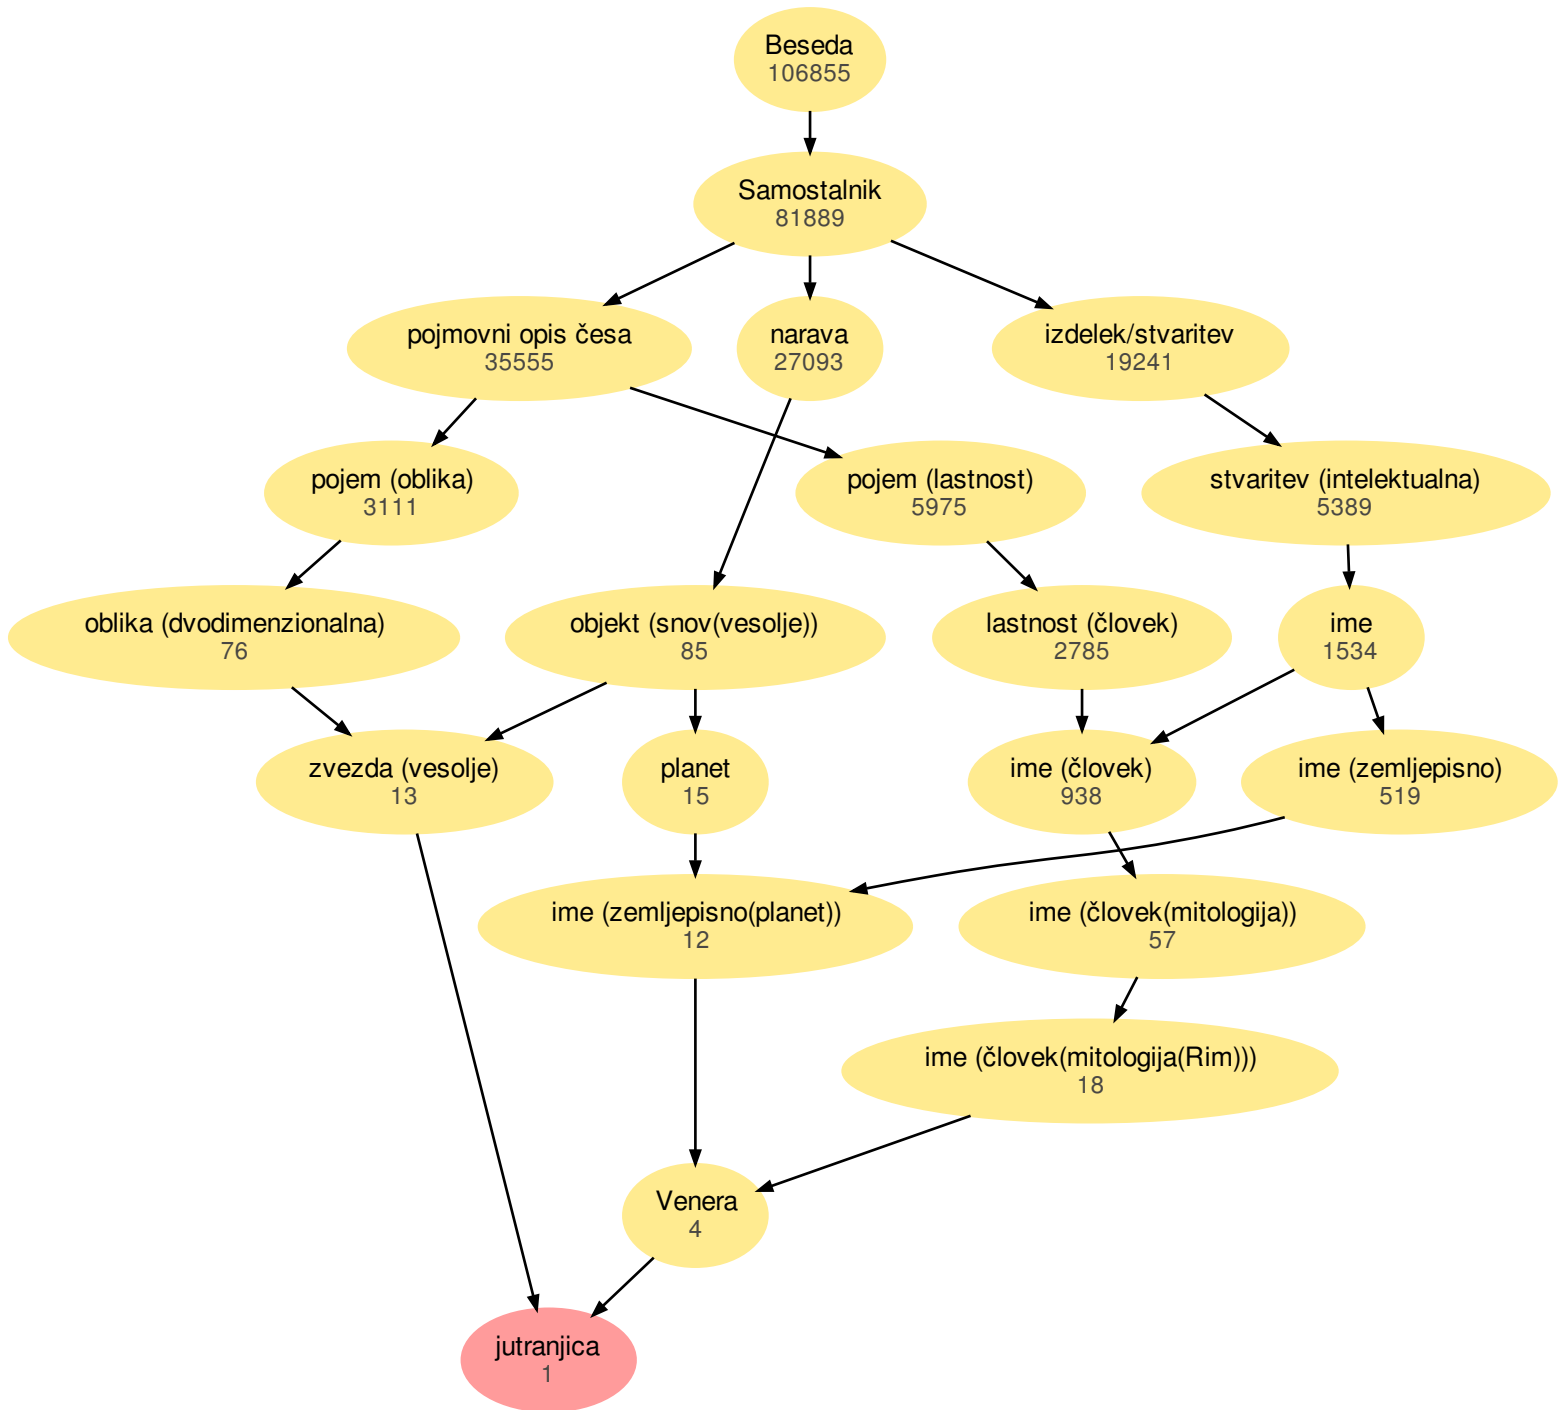 Beseda
106855
Samostalnik
81889
pojmovni opis česa
35555
narava
27093
izdelek/stvaritev
19241
pojem (oblika)
3111
pojem (lastnost)
5975
stvaritev (intelektualna)
5389
oblika (dvodimenzionalna)
76
objekt (snov(vesolje))
85
lastnost (človek)
2785
ime
1534
zvezda (vesolje)
13
planet
15
ime (človek)
938
ime (zemljepisno)
519
ime (zemljepisno(planet))
12
ime (človek(mitologija))
57
ime (človek(mitologija(Rim)))
18
Venera
4
jutranjica
1